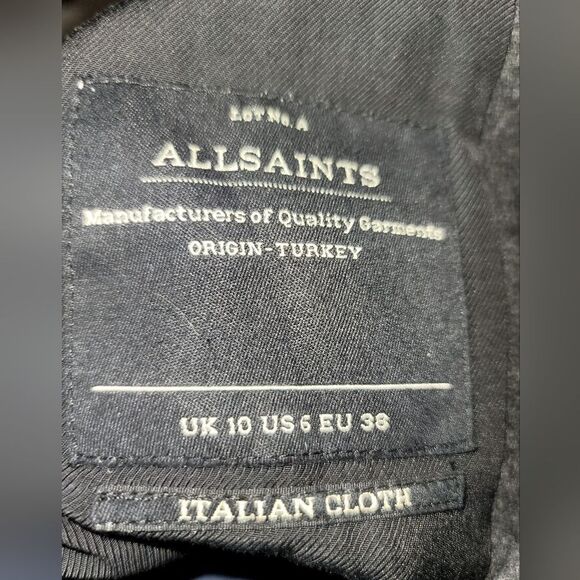 LOT No. A
ALLSAINTS
Manufacturers of Quality Garments
ORIGIN-TURKEY
UK 10 US 6 EU 38
ITALIAN CLOTH